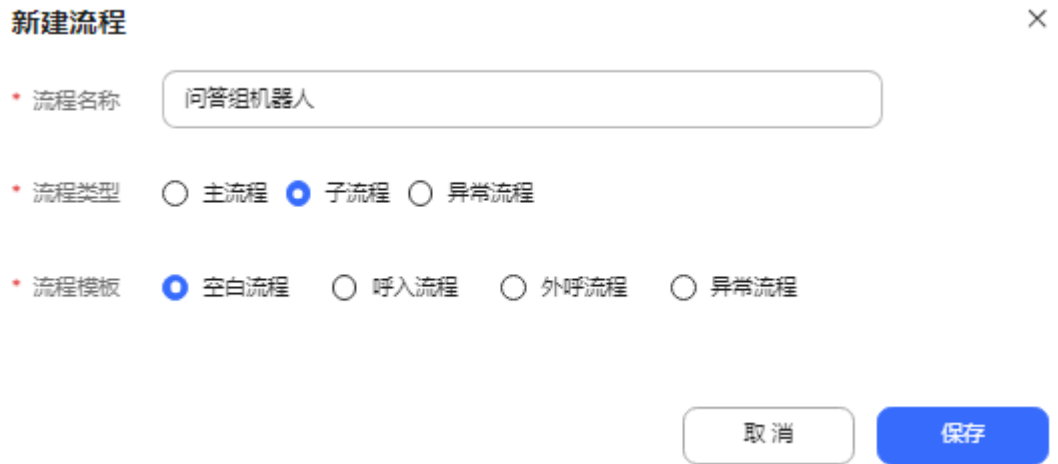 新建流程
* 流程名称 问答组机器人
* 流程类型 主流程 子流程 异常流程
* 流程模板 空白流程 呼入流程 外呼流程 异常流程
取消 保存